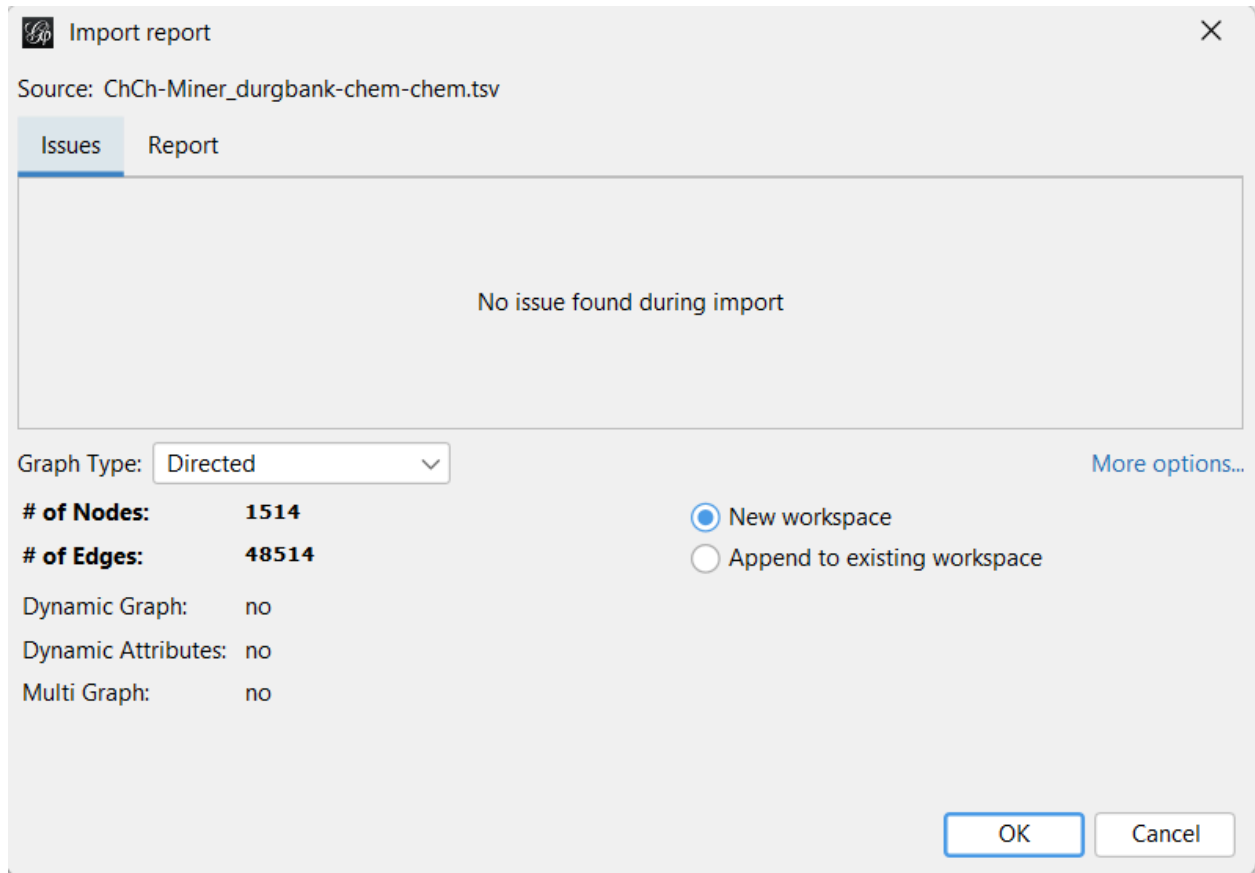 Import report
Source: ChCh-Miner_durgbank-chem-chem.tsv
Issues Report
No issue found during import
Graph Type: Directed More options...
# of Nodes: 1514
# of Edges: 48514
New workspace
Append to existing workspace
Dynamic Graph: no
Dynamic Attributes: no
Multi Graph: no
OK Cancel